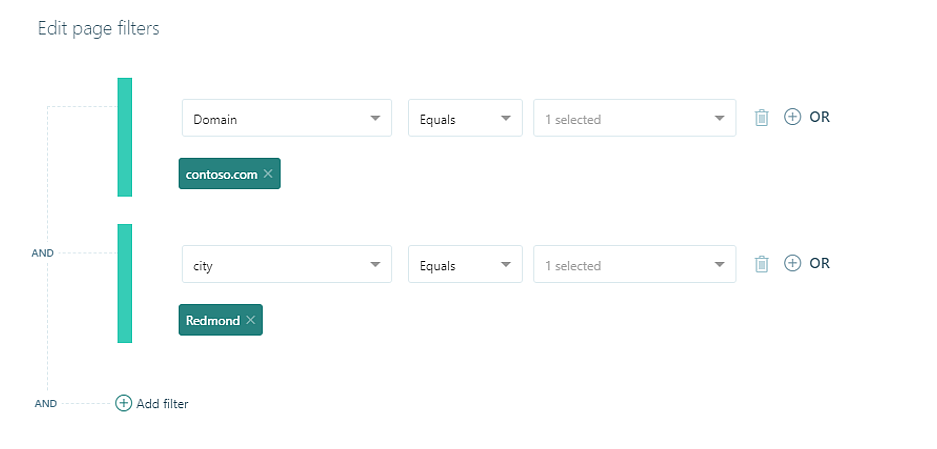 Edit page filters
Domain Equals 1 selected OR
contoso.com
AND
city Equals 1 selected OR
Redmond
AND Add filter